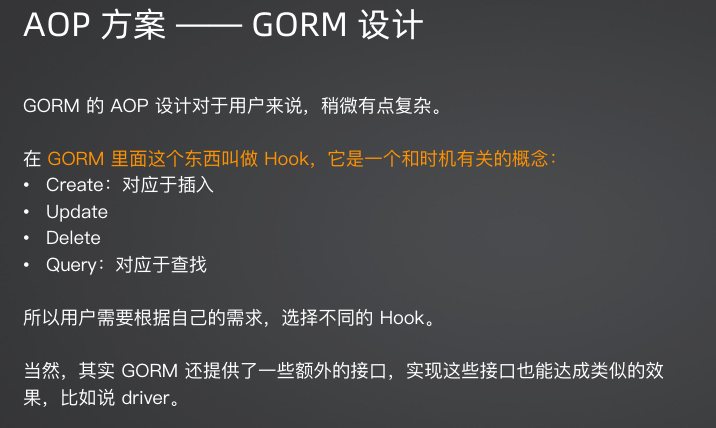 AOP 方案 —— GORM 设计
GORM 的 AOP 设计对于用户来说，稍微有点复杂。
在 GORM 里面这个东西叫做 Hook，它是一个和时机有关的概念：
• Create：对应于插入
• Update
• Delete
• Query：对应于查找
所以用户需要根据自己的需求，选择不同的 Hook。
当然，其实 GORM 还提供了一些额外的接口，实现这些接口也能达成类似的效
果，比如说 driver。